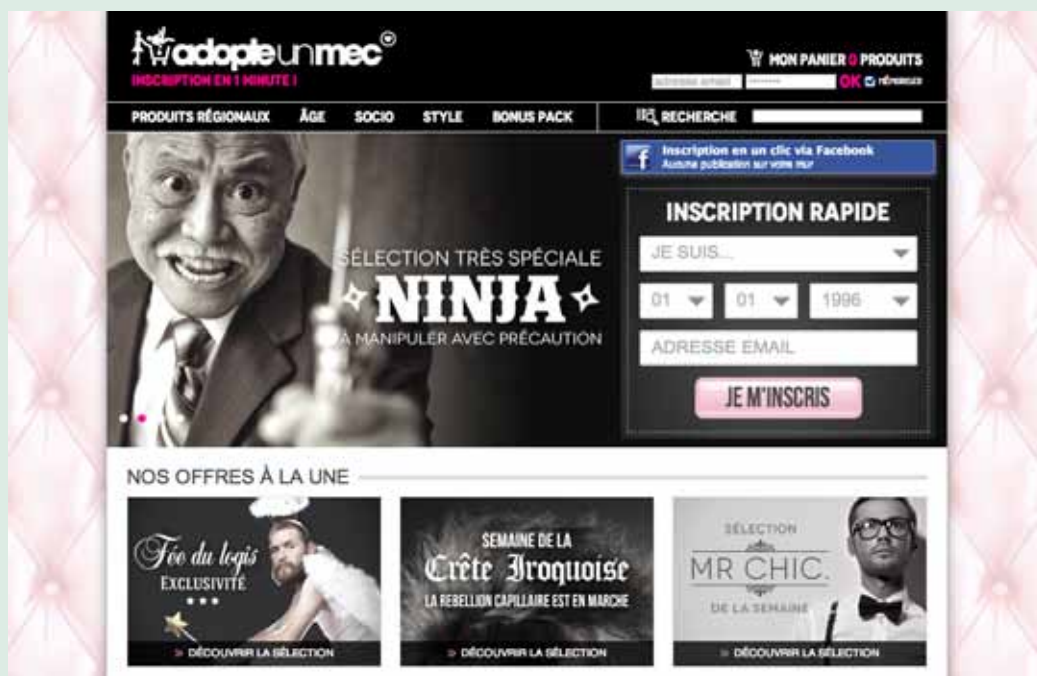 adopteunmec
INSCRIPTION EN 1 MINUTE !
MON PANIER 0 PRODUITS
adresse email
OK
PRODUITS RÉGIONAUX ÂGE SOCIO STYLE BONUS PACK RECHERCHE
SÉLECTION TRÈS SPÉCIALE
NINJA
À MANIPULER AVEC PRÉCAUTION
Inscription en un clic via Facebook
Aucune publication sur votre mur
INSCRIPTION RAPIDE
JE SUIS...
01 01 1996
ADRESSE EMAIL
JE M'INSCRIS
NOS OFFRES À LA UNE
Fée du logis
EXCLUSIVITÉ
» DÉCOUVRIR LA SÉLECTION
SEMAINE DE LA
Crête Iroquoise
LA REBELLION CAPILLAIRE EST EN MARCHE
» DÉCOUVRIR LA SÉLECTION
SÉLECTION
MR CHIC.
DE LA SEMAINE
» DÉCOUVRIR LA SÉLECTION